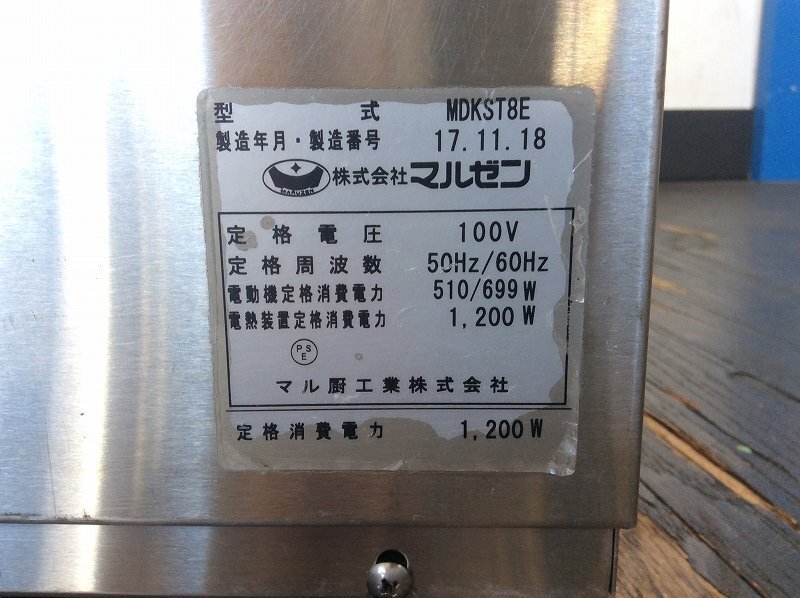 型式 MDKST8E
製造年月・製造番号 17.11.18
MARUZEN 株式会社マルゼン
定格電圧 100V
定格周波数 50Hz/60Hz
電動機定格消費電力 510/699W
電熱装置定格消費電力 1,200W
PSE
マル厨工業株式会社
定格消費電力 1,200W